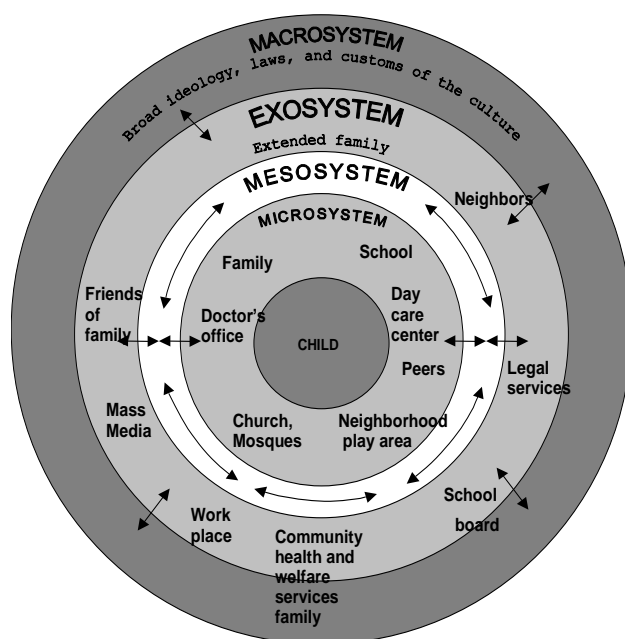 MACROSYSTEM
Broad ideology, laws, and customs of the culture
EXOSYSTEM
Extended family
MESOSYSTEM
MICROSYSTEM
Neighbors
School
Family
Friends
of
family
Doctor's
office
CHILD
Day
care
center
Peers
Legal
services
Mass
Media
Church,
Mosques
Neighborhood
play area
School
board
Work
place
Community
health and
welfare
services
family